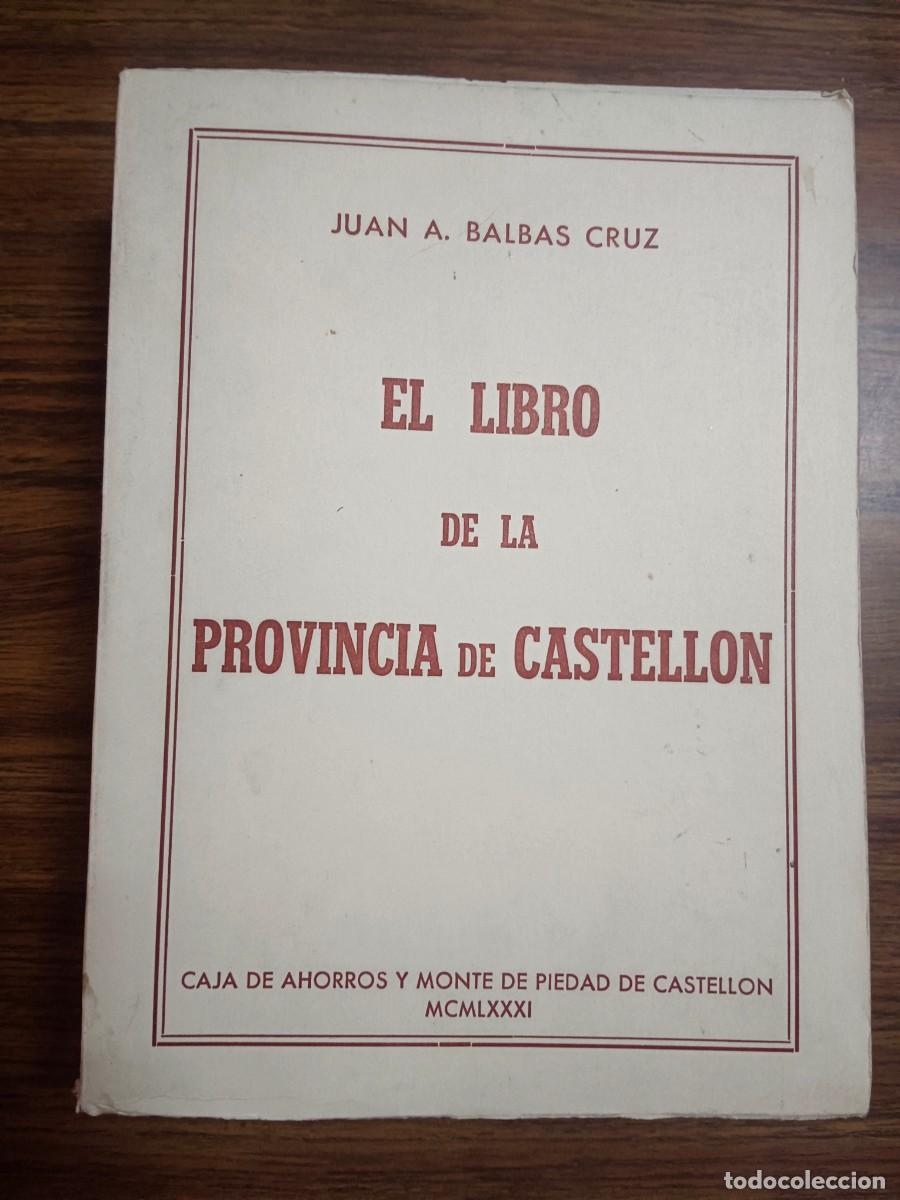 JUAN A. BALBAS CRUZ
EL LIBRO
DE LA
PROVINCIA DE CASTELLON
CAJA DE AHORROS Y MONTE DE PIEDAD DE CASTELLON
MCMLXXXI
todocoleccion